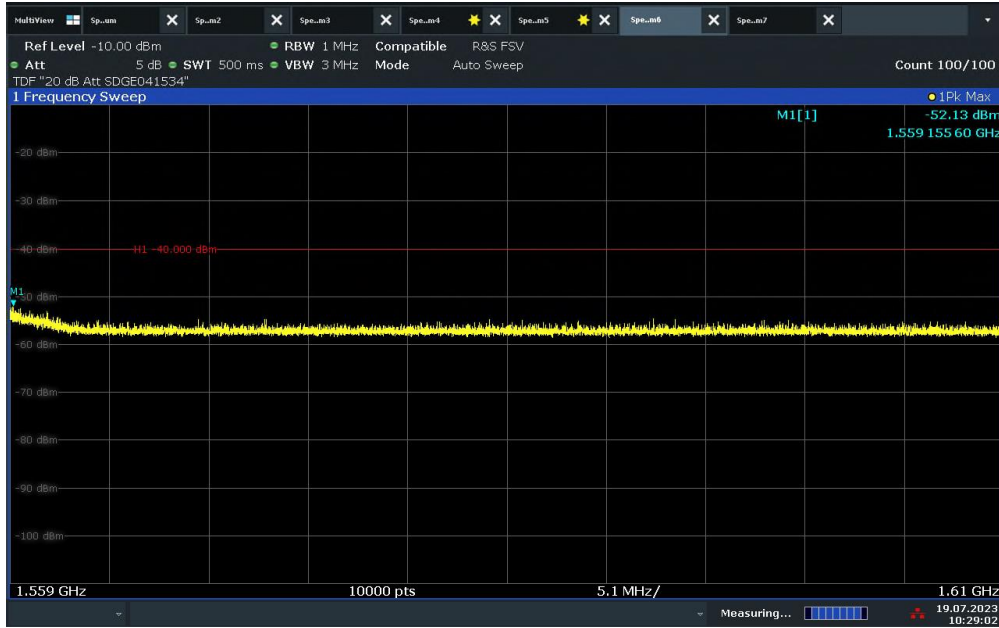 MultiView Sp..um Sp..m2 Spe..m3 Spe..m4 Spe..m5 Spe..m6 Spe..m7
Ref Level -10.00 dBm RBW 1 MHz Compatible R&S FSV
Att 5 dB SWT 500 ms VBW 3 MHz Mode Auto Sweep Count 100/100
TDF "20 dB Att SDGE041534"
1 Frequency Sweep 1Pk Max
M1[1] -52.13 dBm
1.559 155 60 GHz
-20 dBm
-30 dBm
-40 dBm H1 -40.000 dBm
M1
-50 dBm
-60 dBm
-70 dBm
-80 dBm
-90 dBm
-100 dBm
1.559 GHz 10000 pts 5.1 MHz/ 1.61 GHz
Measuring... 19.07.2023
10:29:02